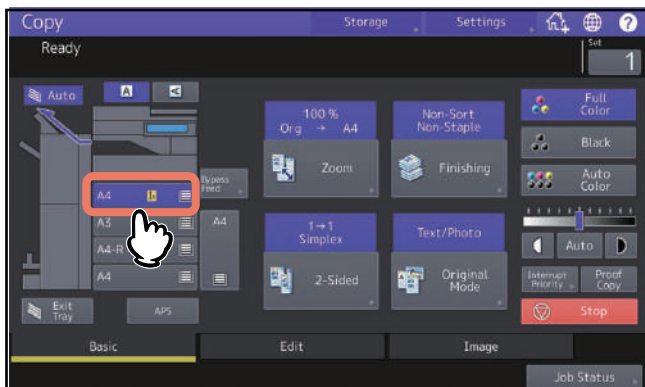 Copy
Storage
Settings
?
Ready
Set
1
Auto
A
A
100 %
Org → A4
Zoom
Non-Sort
Non-Staple
Finishing
Full
Color
Black
Auto
Color
A4
Bypass
Feed
A3
A4-R
A4
A4
1→1
Simplex
2-Sided
Text/Photo
Original
Mode
Auto
Interrupt
Priority
Proof
Copy
Exit
Tray
APS
Stop
Basic
Edit
Image
Job Status